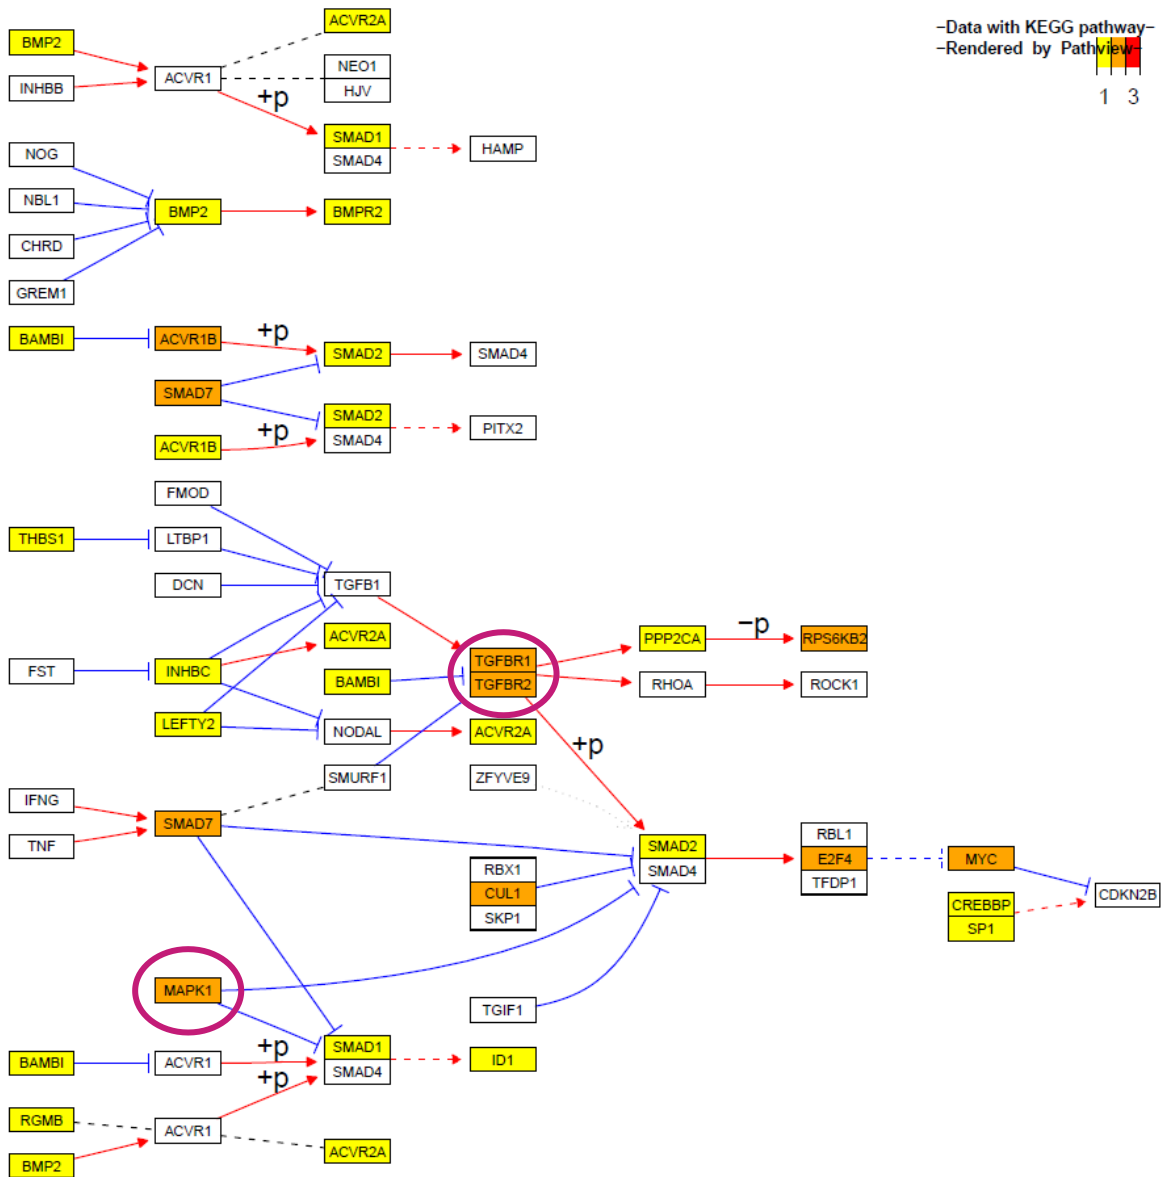 ACVR2A
−Data with KEGG pathway−
−Rendered by Pathview−
1 3
BMP2
INHBB
ACVR1
NEO1
HJV
+p
SMAD1
SMAD4
HAMP
NOG
NBL1
CHRD
GREM1
BMP2
BMPR2
BAMBI
ACVR1B
+p
SMAD2
SMAD4
SMAD7
SMAD2
SMAD4
PITX2
ACVR1B
+p
FMOD
THBS1
LTBP1
DCN
TGFB1
ACVR2A
FST
INHBC
BAMBI
TGFBR1
TGFBR2
PPP2CA
−p
RPS6KB2
RHOA
ROCK1
LEFTY2
NODAL
ACVR2A
+p
SMURF1
ZFYVE9
IFNG
TNF
SMAD7
SMAD2
SMAD4
RBL1
E2F4
TFDP1
MYC
CDKN2B
RBX1
CUL1
SKP1
CREBBP
SP1
MAPK1
TGIF1
BAMBI
ACVR1
+p
SMAD1
SMAD4
ID1
+p
RGMB
ACVR1
BMP2
ACVR2A